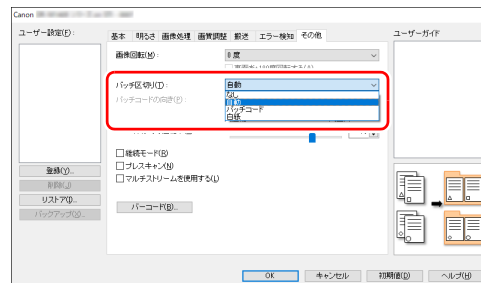 Canon
ユーザー設定(F):
基本 明るさ 画像処理 画質調整 搬送 エラー検知 その他
ユーザーガイド
画像回転(M):
0 度
バッチ区切り(T):
自動
バッチコードの向き(P):
なし
自動
バッチコード
白紙
継続モード(R)
プレスキャン(N)
マルチストリームを使用する(L)
バーコード(B)...
登録(Y)...
削除(J)
リストア(I)...
バックアップ(X)...
OK
キャンセル
初期値(D)
ヘルプ(H)